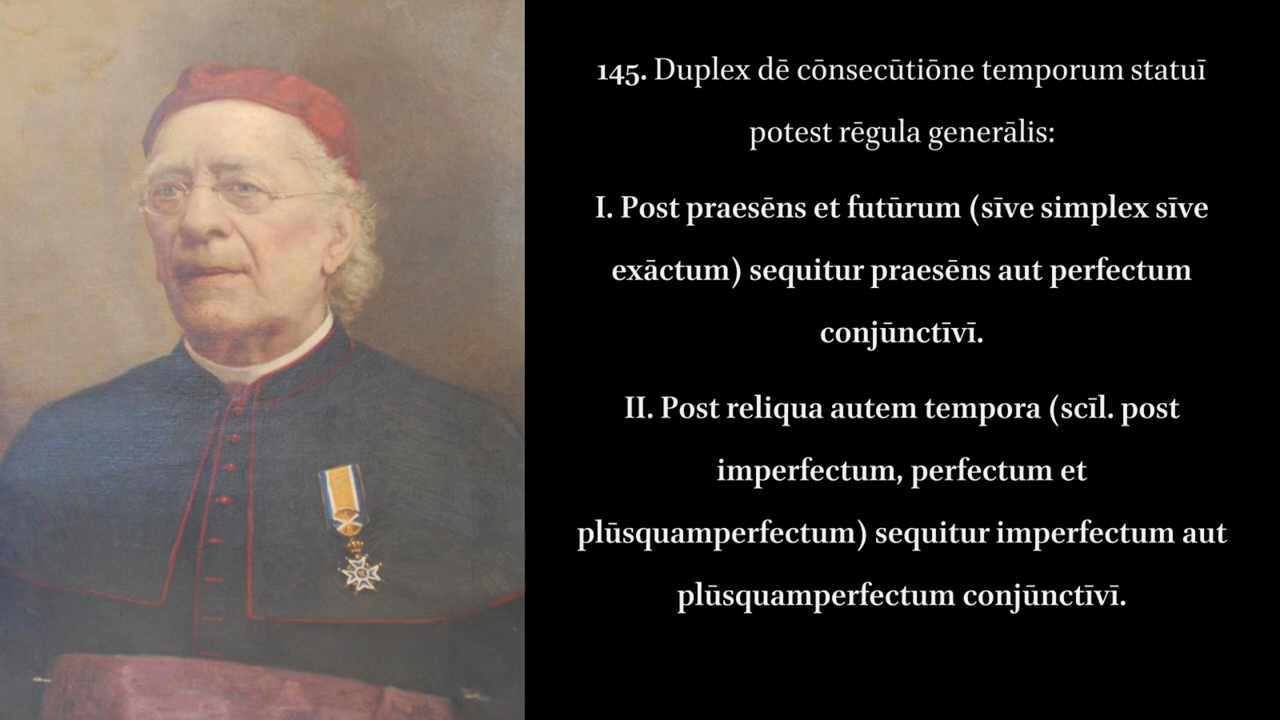 145. Duplex dē cōnsecūtiōne temporum statuī
potest rēgula generālis:
I. Post praesēns et futūrum (sīve simplex sīve
exāctum) sequitur praesēns aut perfectum
conjūnctīvī.
II. Post reliqua autem tempora (scīl. post
imperfectum, perfectum et
plūsquamperfectum) sequitur imperfectum aut
plūsquamperfectum conjūnctīvī.